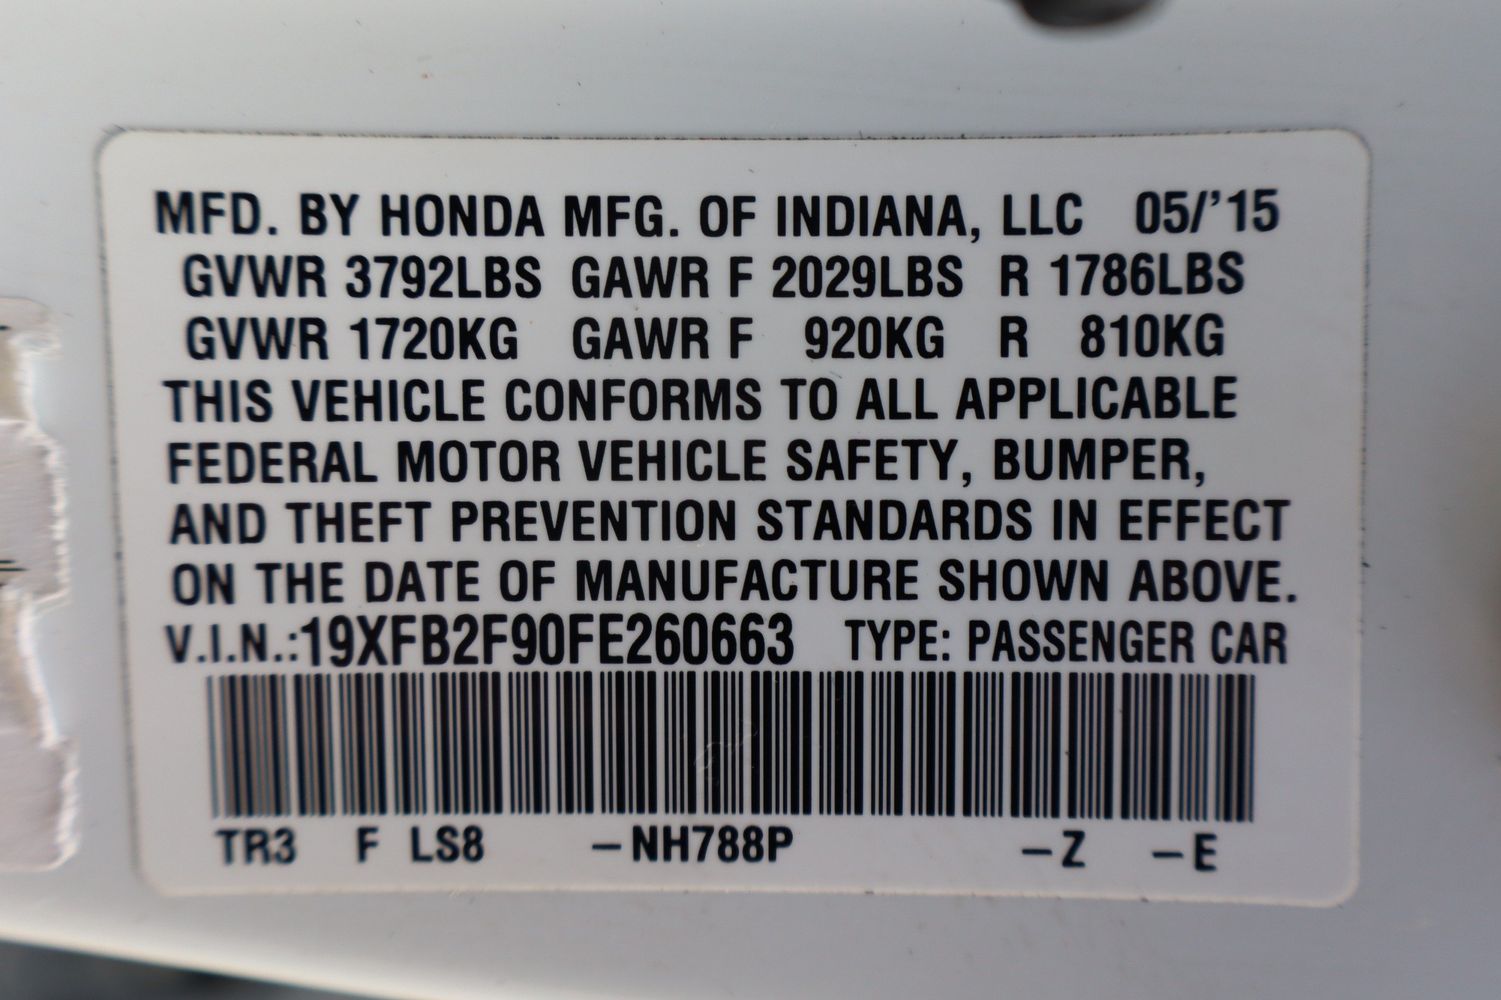 MFD. BY HONDA MFG. OF INDIANA, LLC 05/'15
GVWR 3792LBS GAWR F 2029LBS R 1786LBS
GVWR 1720KG GAWR F 920KG R 810KG
THIS VEHICLE CONFORMS TO ALL APPLICABLE
FEDERAL MOTOR VEHICLE SAFETY, BUMPER,
AND THEFT PREVENTION STANDARDS IN EFFECT
ON THE DATE OF MANUFACTURE SHOWN ABOVE.
V.I.N.:19XFB2F90FE260663 TYPE: PASSENGER CAR
TR3 F LS8 –NH788P –Z –E